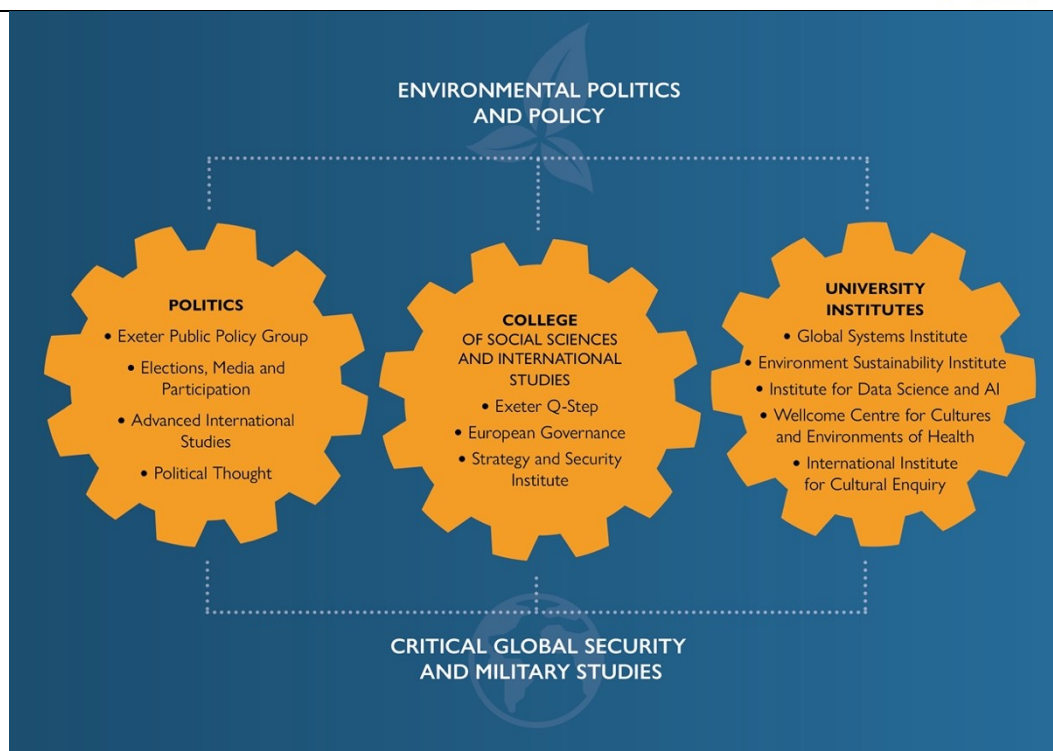 ENVIRONMENTAL POLITICS
AND POLICY
POLITICS
• Exeter Public Policy Group
• Elections, Media and
Participation
• Advanced International
Studies
• Political Thought
COLLEGE
OF SOCIAL SCIENCES
AND INTERNATIONAL
STUDIES
• Exeter Q-Step
• European Governance
• Strategy and Security
Institute
UNIVERSITY
INSTITUTES
• Global Systems Institute
• Environment Sustainability Institute
• Institute for Data Science and AI
• Wellcome Centre for Cultures
and Environments of Health
• International Institute
for Cultural Enquiry
CRITICAL GLOBAL SECURITY
AND MILITARY STUDIES